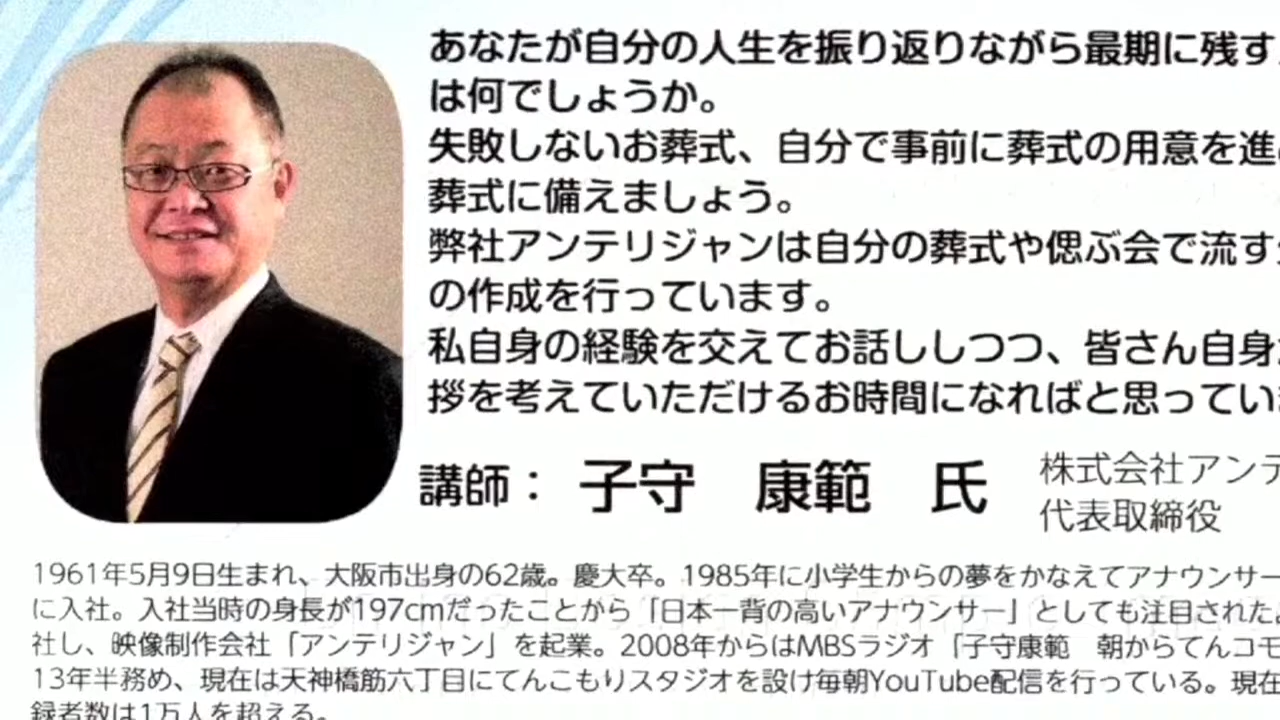 あなたが自分の人生を振り返りながら最期に残す
は何でしょうか。
失敗しないお葬式、自分で事前に葬式の用意を進
葬式に備えましょう。
弊社アンテリジャンは自分の葬式や偲ぶ会で流す
の作成を行っています。
私自身の経験を交えてお話ししつつ、皆さん自身
拶を考えていただけるお時間になればと思ってい
講師： 子守　康範　氏
株式会社アンテ
代表取締役
1961年5月9日生まれ、大阪市出身の62歳。慶大卒。1985年に小学生からの夢をかなえてアナウンサー
に入社。入社当時の身長が197cmだったことから「日本一背の高いアナウンサー」としても注目された
社し、映像制作会社「アンテリジャン」を起業。2008年からはMBSラジオ「子守康範　朝からてんコモ
13年半務め、現在は天神橋筋六丁目にてんこもりスタジオを設け毎朝YouTube配信を行っている。現在
録者数は1万人を超える。